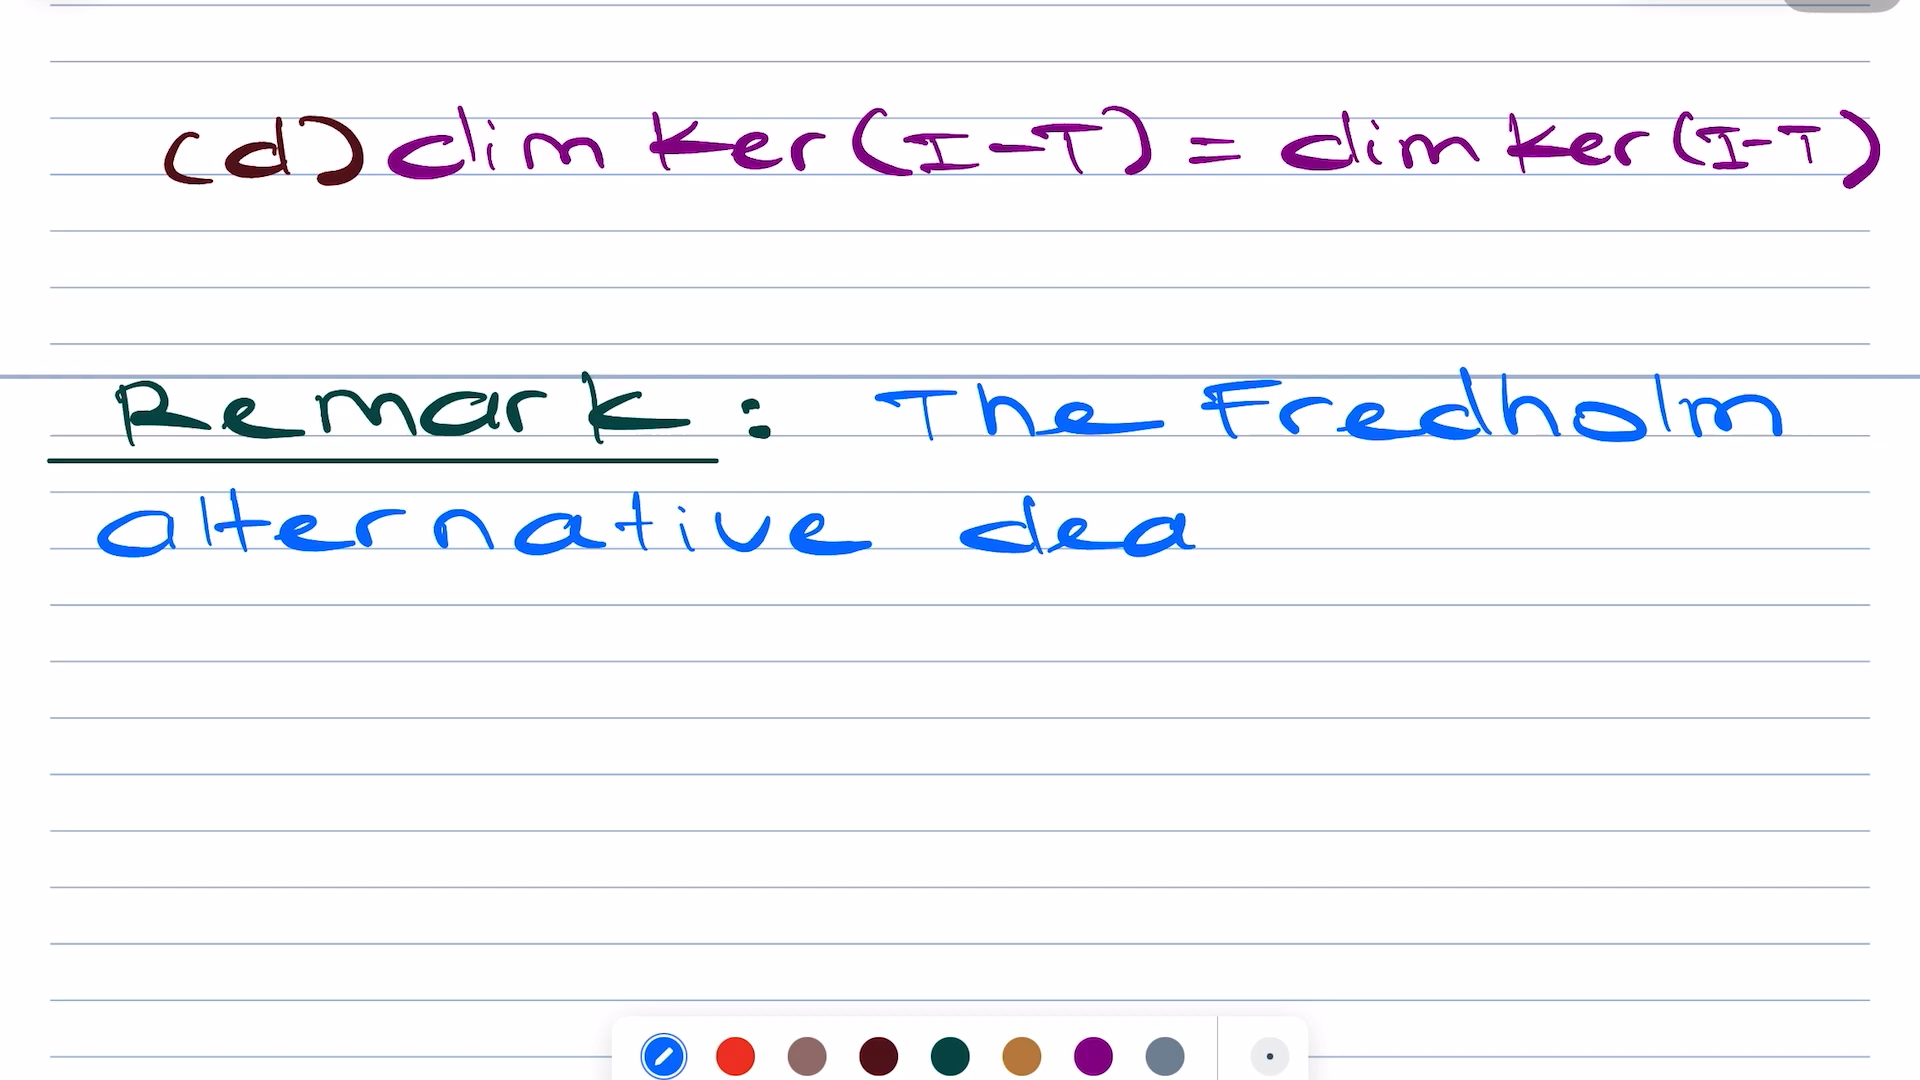 (d) dim ker (I-T) = dim ker (I-T)
Remark : The Fredholm
alternative dea